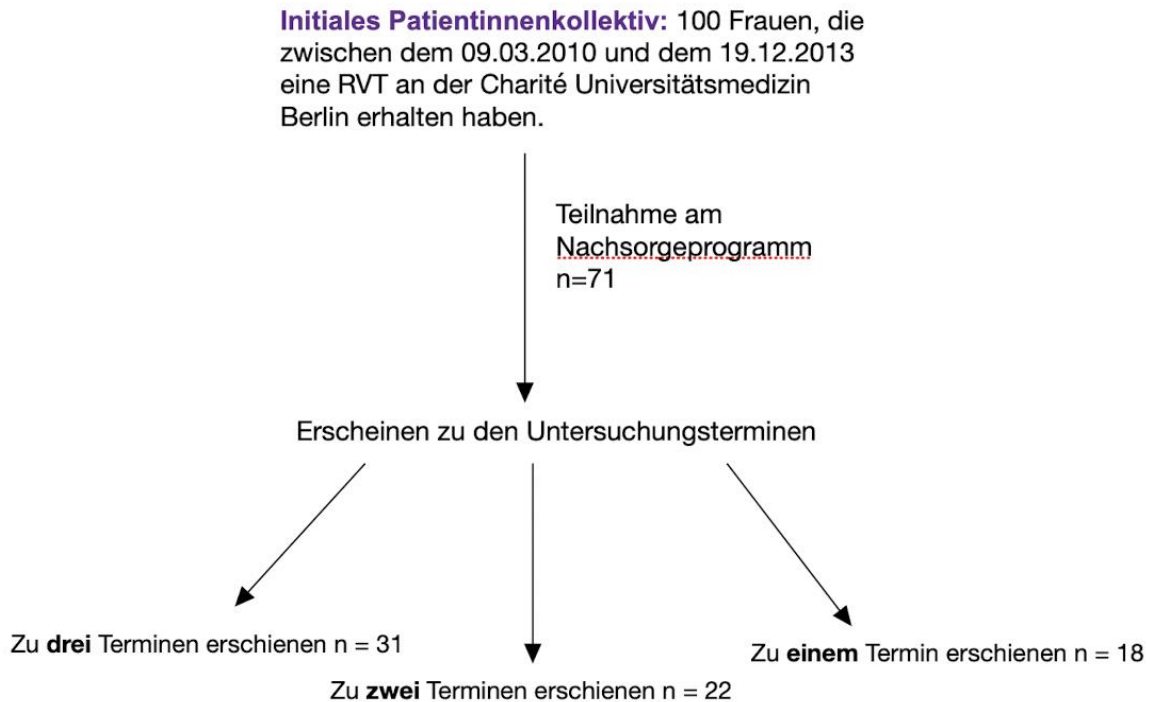 Initiales Patientinnenkollektiv: 100 Frauen, die
zwischen dem 09.03.2010 und dem 19.12.2013
eine RVT an der Charité Universitätsmedizin
Berlin erhalten haben.
Teilnahme am
Nachsorgeprogramm
n=71
Erscheinen zu den Untersuchungsterminen
Zu drei Terminen erschienen n = 31
Zu zwei Terminen erschienen n = 22
Zu einem Termin erschienen n = 18